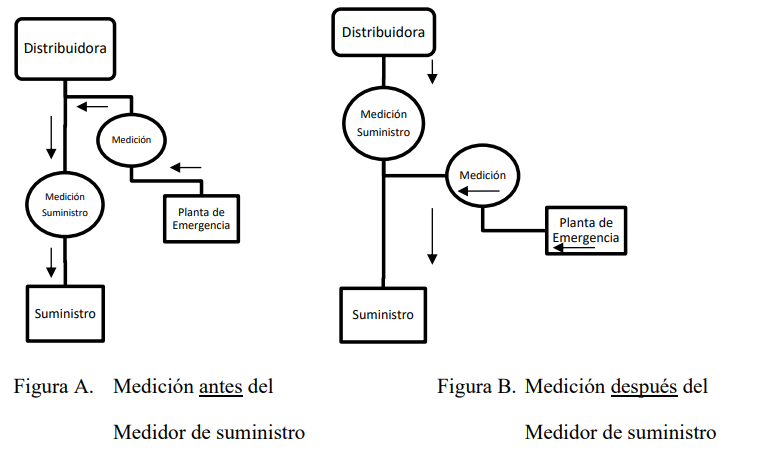 Distribuidora
Medición
Medición
Suministro
Planta de
Emergencia
Suministro
Figura A. Medición antes del
Medidor de suministro
Distribuidora
Medición
Suministro
Medición
Planta de
Emergencia
Suministro
Figura B. Medición después del
Medidor de suministro